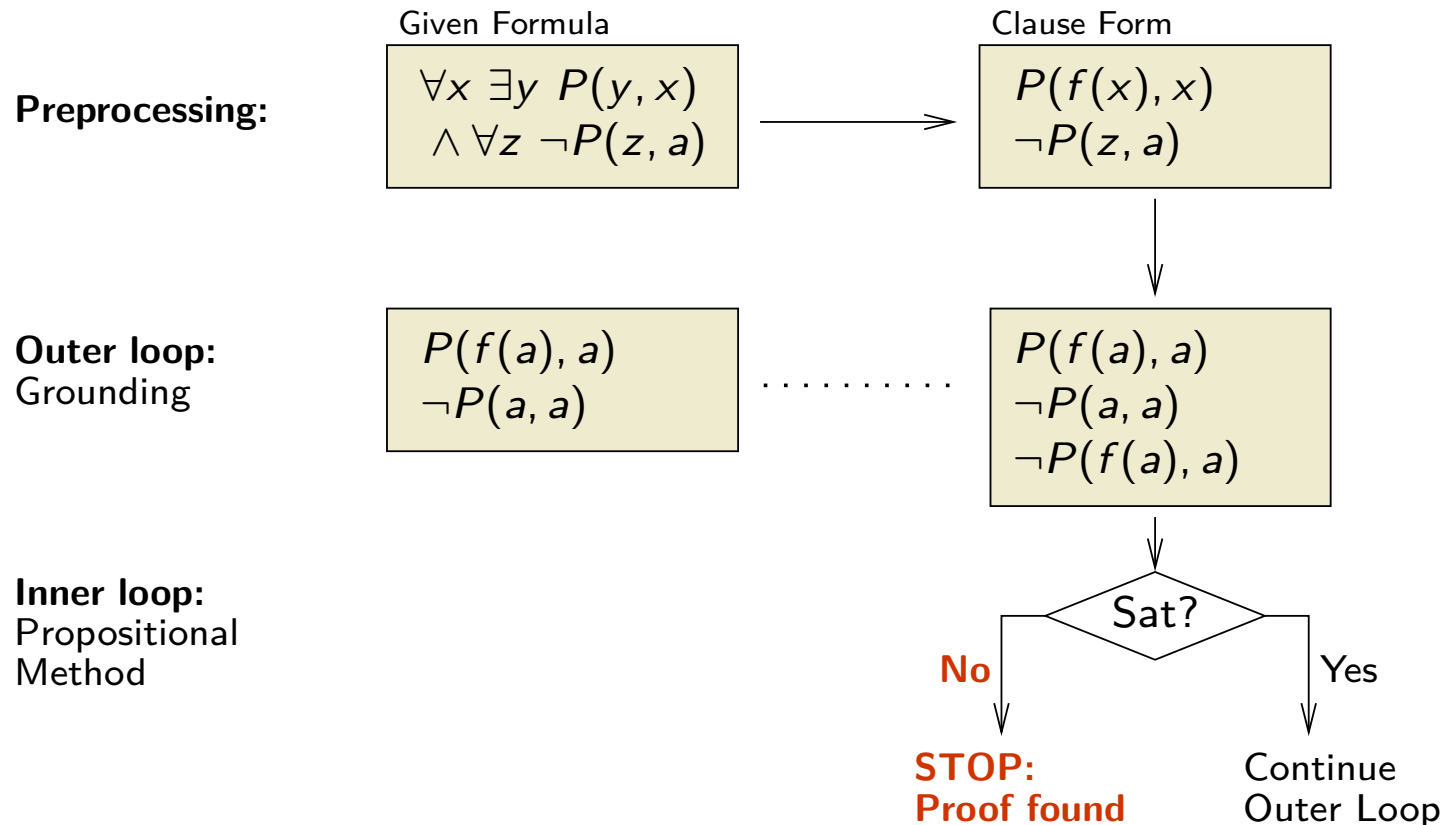 Given Formula
Clause Form
Preprocessing:
∀x ∃y P(y, x)
∧ ∀z ¬P(z, a)
P(f(x), x)
¬P(z, a)
Outer loop:
Grounding
P(f(a), a)
¬P(a, a)
. . . . . . . . . .
P(f(a), a)
¬P(a, a)
¬P(f(a), a)
Inner loop:
Propositional
Method
Sat?
No
Yes
STOP:
Proof found
Continue
Outer Loop